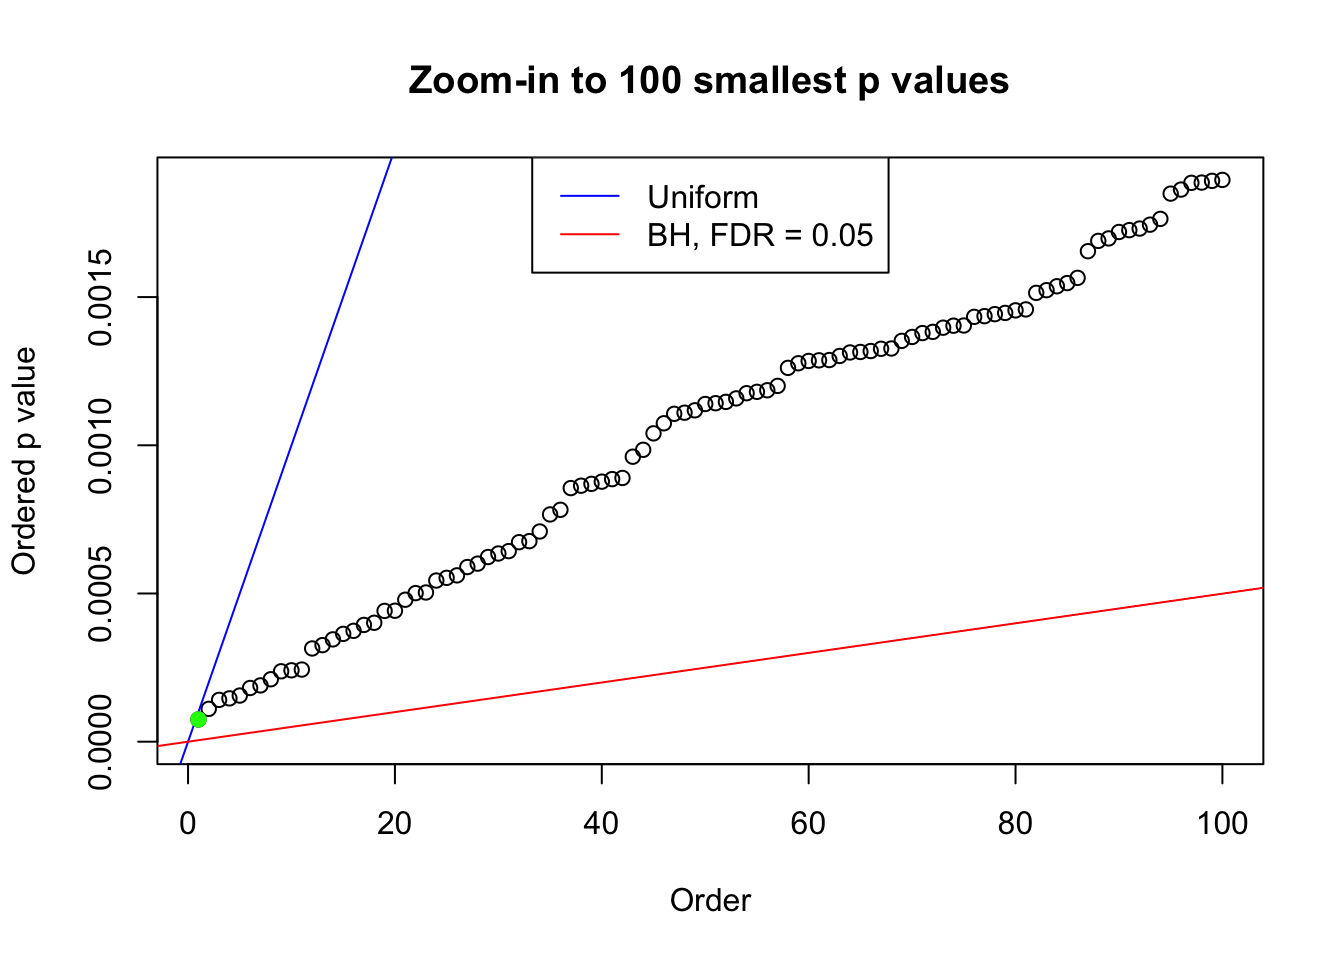 Zoom-in to 100 smallest p values
Uniform
BH, FDR = 0.05
Ordered p value
0.0015
0.0010
0.0005
0.0000
0 20 40 60 80 100
Order